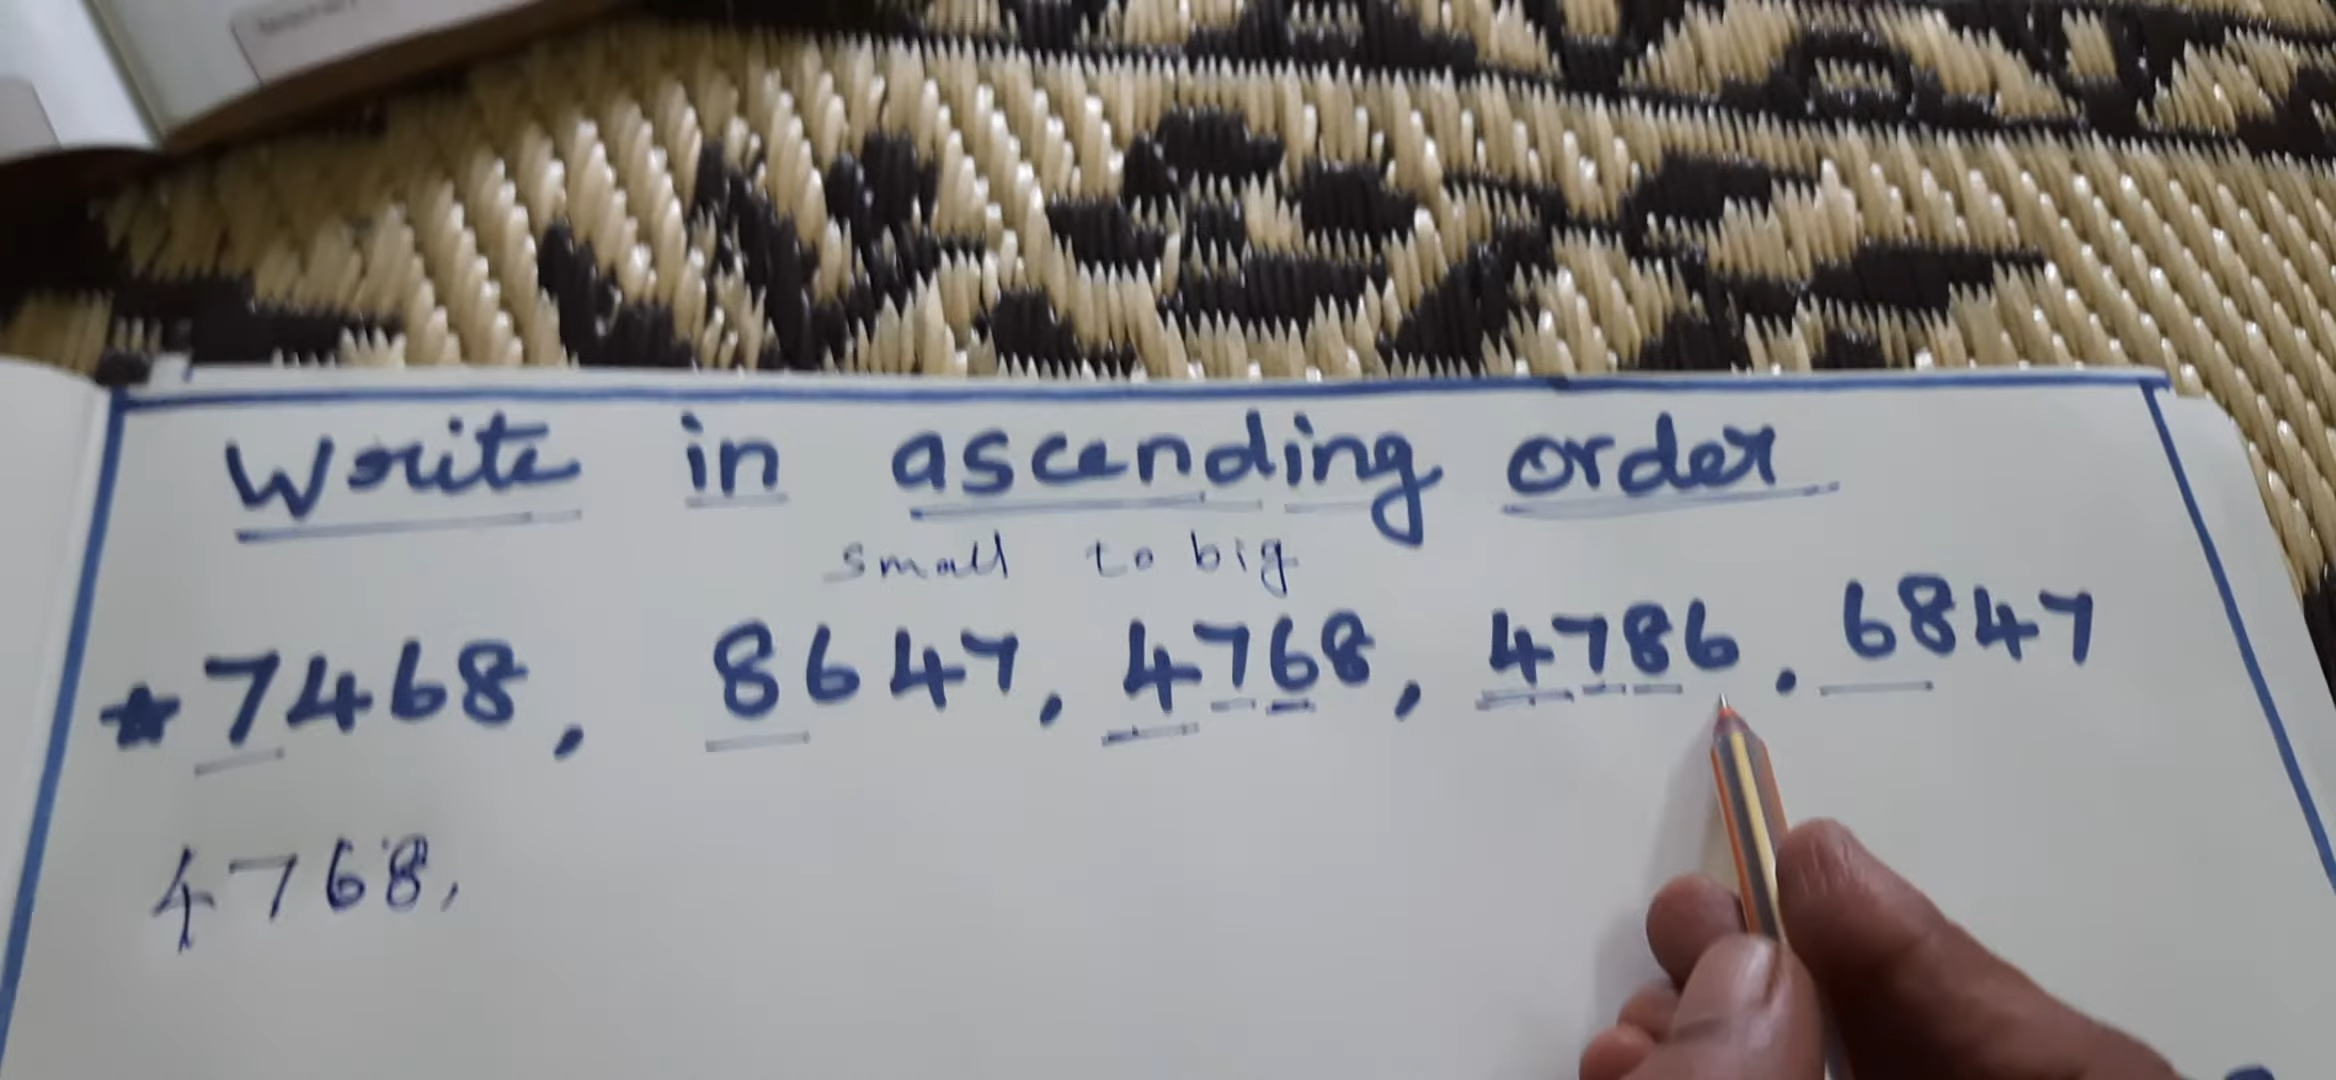 Write in ascending order
small to big
★ 7468, 8647, 4768, 4786. 6847
4768,